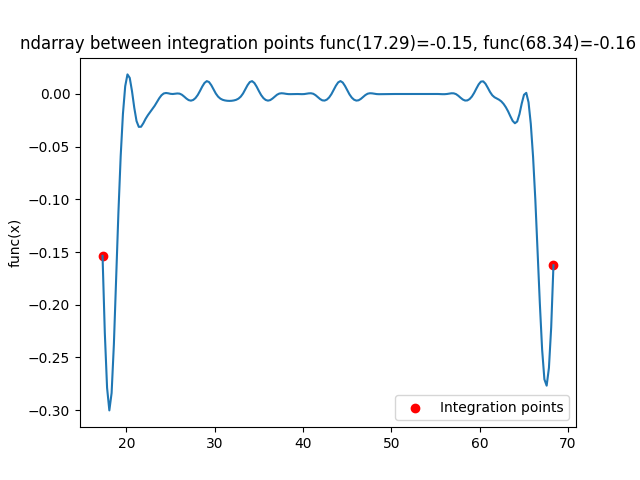 ndarray between integration points func(17.29)=-0.15, func(68.34)=-0.16
0.00
−0.05
−0.10
−0.15
−0.20
−0.25
−0.30
func(x)
Integration points
20 30 40 50 60 70